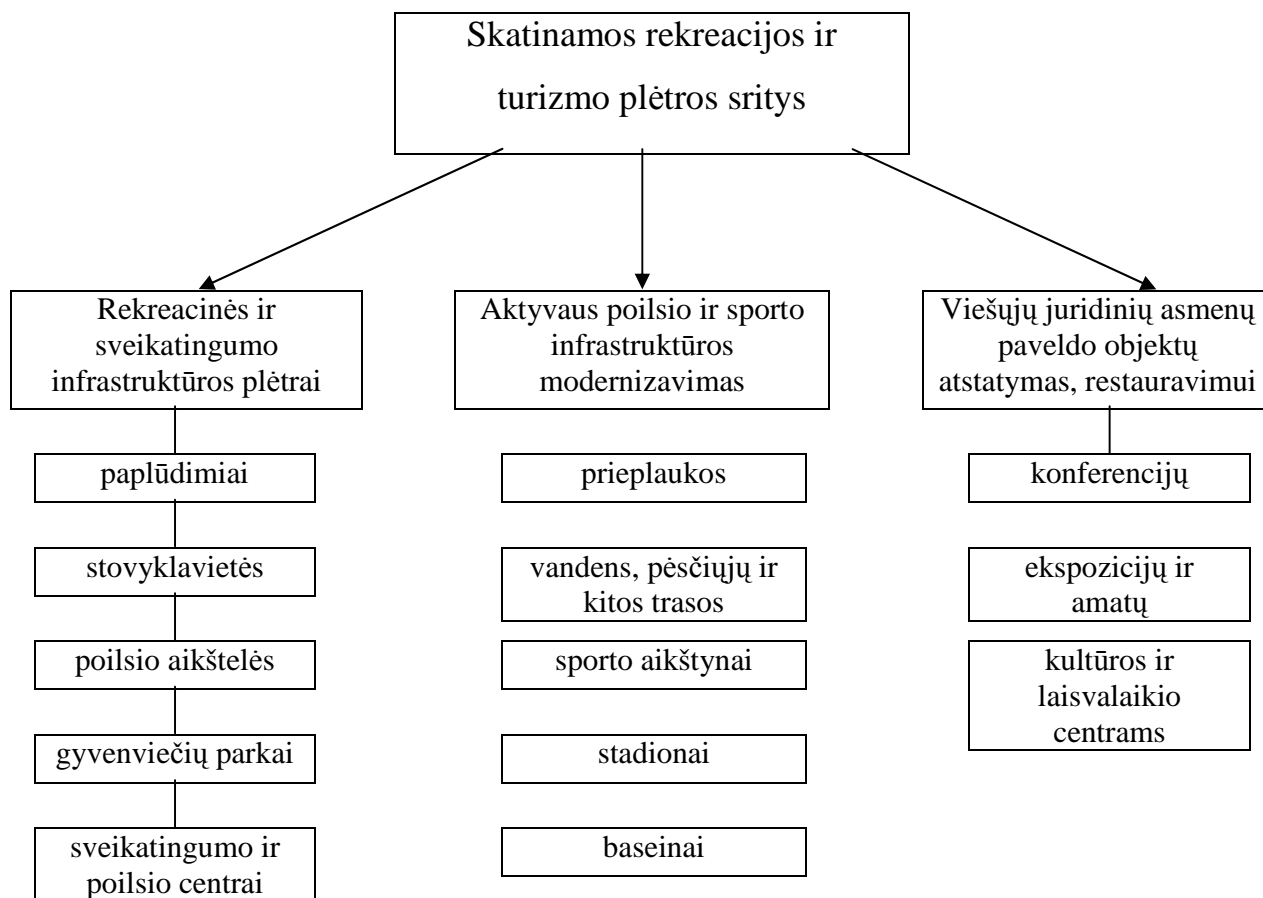 Skatinamos rekreacijos ir
turizmo plėtros sritys
Rekreacinės ir
sveikatingumo
infrastruktūros plėtrai
paplūdimiai
stovyklavietės
poilsio aikštelės
gyvenviečių parkai
sveikatingumo ir
poilsio centrai
Aktyvaus poilsio ir sporto
infrastruktūros
modernizavimas
prieplaukos
vandens, pėsčiųjų ir
kitos trasos
sporto aikštynai
stadionai
baseinai
Viešųjų juridinių asmenų
paveldo objektų
atstatymas, restauravimui
konferencijų
ekspozicijų ir
amatų
kultūros ir
laisvalaikio
centrams